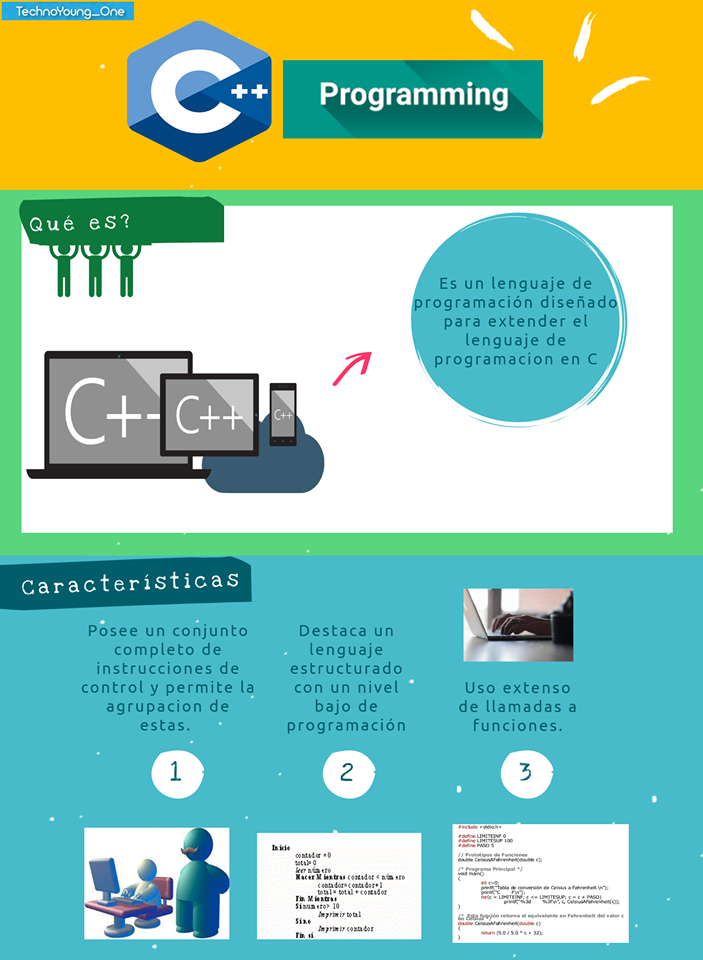 TechnoYoung_One
C++
Programming
Qué es?
Es un lenguaje de
programación diseñado
para extender el
lenguaje de
programacion en C
C++
C++
C++
Características
Posee un conjunto
completo de
instrucciones de
control y permite la
agrupacion de
estas.
Destaca un
lenguaje
estructurado
con un nivel
bajo de
programación
Uso extenso
de llamadas a
funciones.
1
2
3
Inicio
contador =0
total= 0
leer número
Hacer Mientras contador < número
contador= contador+1
total= total + contador
Fin Mientras
Si número> 10
Imprimir total
Sino
Imprimir contador
Fin si
#include <stdio.h>
#define LIMITEINF 0
#define LIMITESUP 100
#define PASO 5
// Prototipos de Funciones
double CelsiusAFahrenheit(double c);
/* Programa Principal */
void main()
{
int c=0;
printf("Tabla de conversión de Celsius a Fahrenheit \n");
printf("C F\n");
for(c = LIMITEINF; c <= LIMITESUP; c = c + PASO)
printf("%3d %3f\n", c, CelsiusAFahrenheit(c));
}
/* Esta función retorna el equivalente en Fahrenheit del valor c
en Celsius */
double CelsiusAFahrenheit(double c)
{
return (9.0 / 5.0 * c + 32);
}